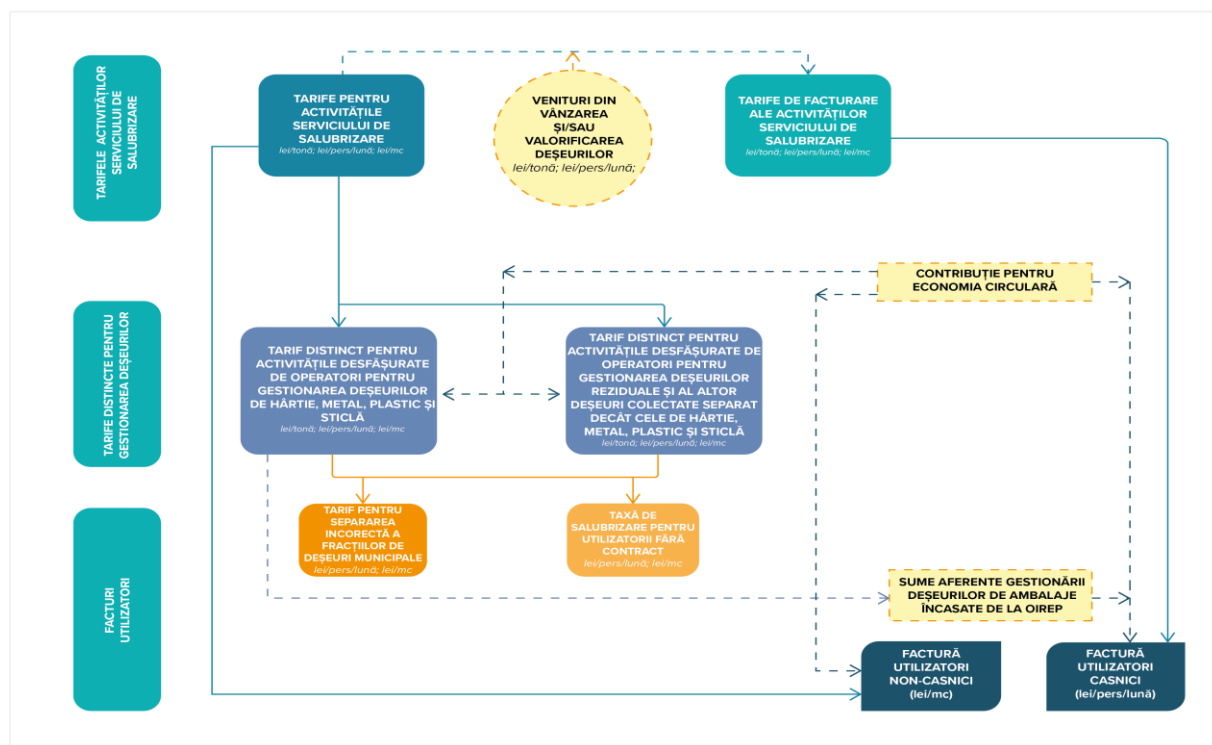 TARIFELE ACTIVITĂȚILOR
SERVICIULUI DE
SALUBRIZARE
TARIFE PENTRU
ACTIVITĂȚILE
SERVICIULUI DE
SALUBRIZARE
lei/tonă; lei/pers/lună; lei/mc
VENITURI DIN
VÂNZAREA
ȘI/SAU
VALORIFICAREA
DEȘEURILOR
lei/tonă; lei/pers/lună;
TARIFE DE FACTURARE
ALE ACTIVITĂȚILOR
SERVICIULUI DE
SALUBRIZARE
lei/tonă; lei/pers/lună; lei/mc
CONTRIBUȚIE PENTRU
ECONOMIA CIRCULARĂ
TARIFE DISTINCTE PENTRU
GESTIONAREA DEȘEURILOR
TARIF DISTINCT PENTRU
ACTIVITĂȚILE DESFĂȘURATE
DE OPERATORI PENTRU
GESTIONAREA DEȘEURILOR
DE HÂRTIE, METAL, PLASTIC ȘI
STICLĂ
lei/tonă; lei/pers/lună; lei/mc
TARIF DISTINCT PENTRU
ACTIVITĂȚILE DESFĂȘURATE DE
OPERATORI PENTRU
GESTIONAREA DEȘEURILOR
REZIDUALE ȘI AL ALTOR
DEȘEURI COLECTATE SEPARAT
DECÂT CELE DE HÂRTIE,
METAL, PLASTIC ȘI STICLĂ
lei/tonă; lei/pers/lună; lei/mc
FACTURI
UTILIZATORI
TARIF PENTRU
SEPARAREA
INCORECTĂ A
FRACȚIILOR DE
DEȘEURI MUNICIPALE
lei/pers/lună; lei/mc
TAXĂ DE
SALUBRIZARE PENTRU
UTILIZATORII FĂRĂ
CONTRACT
lei/pers/lună; lei/mc
SUME AFERENTE GESTIONĂRII
DEȘEURILOR DE AMBALAJE
ÎNCASATE DE LA OIREP
FACTURĂ
UTILIZATORI
NON-CASNICI
(lei/mc)
FACTURĂ
UTILIZATORI
CASNICI
(lei/pers/lună)